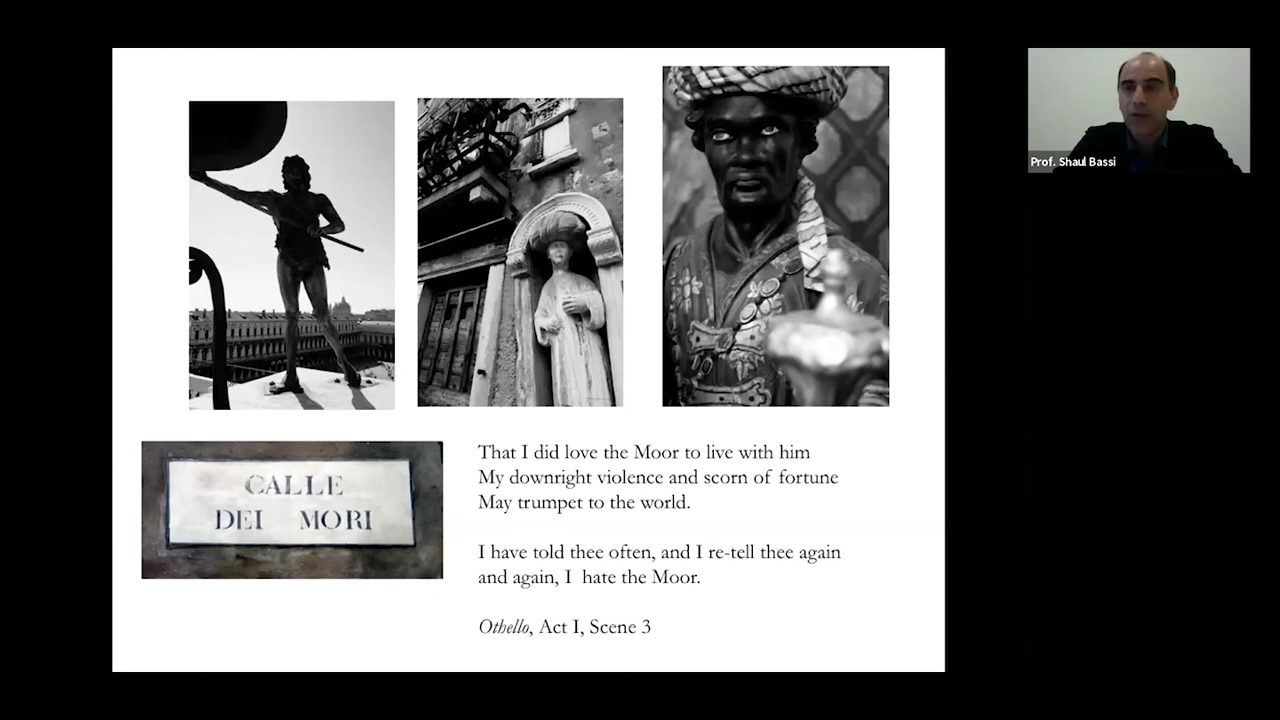 Prof. Shaul Bassi
CALLE
DEI MORI
That I did love the Moor to live with him
My downright violence and scorn of fortune
May trumpet to the world.
I have told thee often, and I re-tell thee again
and again, I hate the Moor.
Othello, Act I, Scene 3